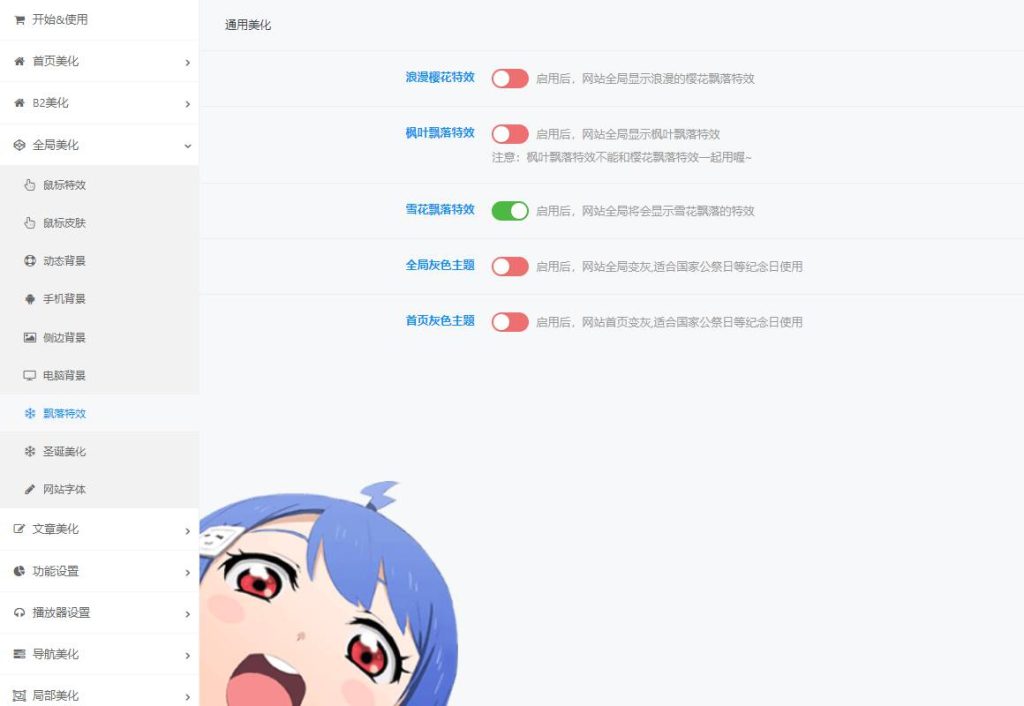 开始&使用
首页美化
B2美化
全局美化
鼠标特效
鼠标皮肤
动态背景
手机背景
侧边背景
电脑背景
飘落特效
圣诞美化
网站字体
文章美化
功能设置
播放器设置
导航美化
局部美化
通用美化
浪漫樱花特效
启用后，网站全局显示浪漫的樱花飘落特效
枫叶飘落特效
启用后，网站全局显示枫叶飘落特效
注意：枫叶飘落特效不能和樱花飘落特效一起用喔~
雪花飘落特效
启用后，网站全局将会显示雪花飘落的特效
全局灰色主题
启用后，网站全局变灰,适合国家公祭日等纪念日使用
首页灰色主题
启用后，网站首页变灰,适合国家公祭日等纪念日使用